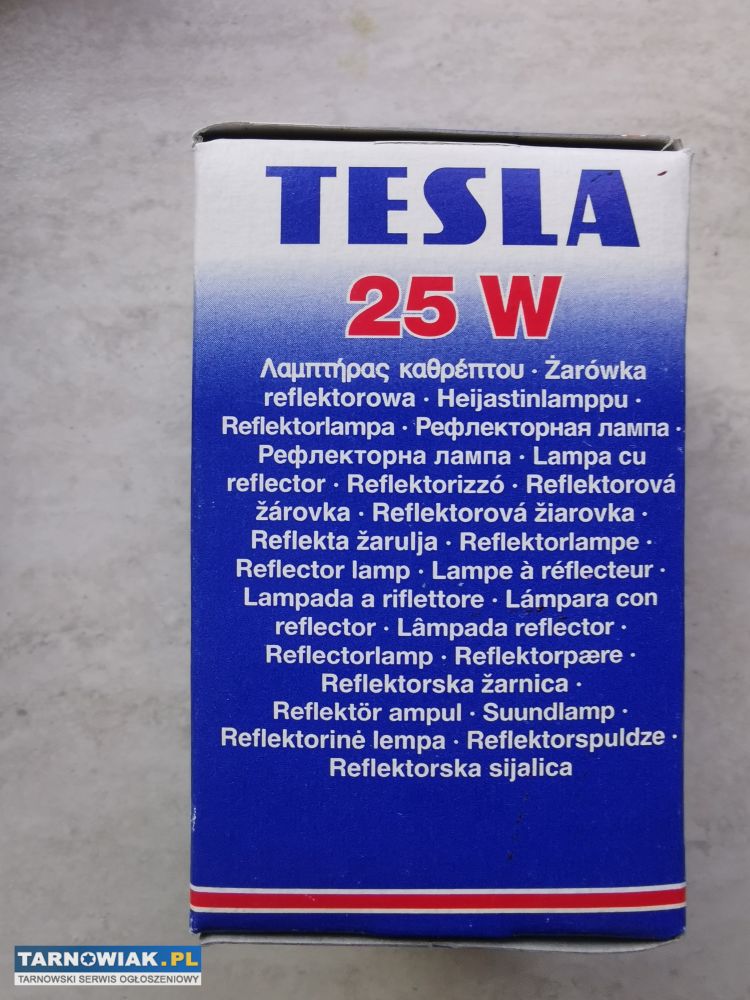 TESLA
25 W
Λαμπτήρας καθρέπτου · Żarówka
reflektorowa · Heijastinlamppu ·
Reflektorlampa · Рефлекторная лампа ·
Рефлекторна лампа · Lampa cu
reflector · Reflektorizzó · Reflektorová
žárovka · Reflektorová žiarovka ·
Reflekta žarulja · Reflektorlampe ·
Reflector lamp · Lampe à réflecteur ·
Lampada a riflettore · Lámpara con
reflector · Lâmpada reflector ·
Reflectorlamp · Reflektorpære ·
Reflektorska žarnica ·
Reflektör ampul · Suundlamp ·
Reflektorinė lempa · Reflektorspuldze ·
Reflektorska sijalica
TARNOWIAK.PL
TARNOWSKI SERWIS OGŁOSZENIOWY